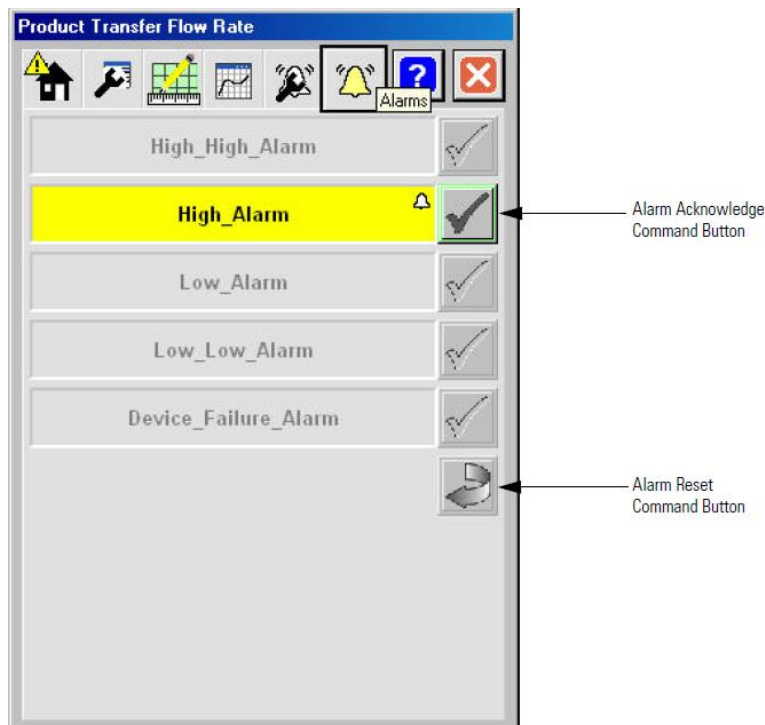 Product Transfer Flow Rate
?
Alarms
High_High_Alarm
High_Alarm
Alarm Acknowledge
Command Button
Low_Alarm
Low_Low_Alarm
Device_Failure_Alarm
Alarm Reset
Command Button